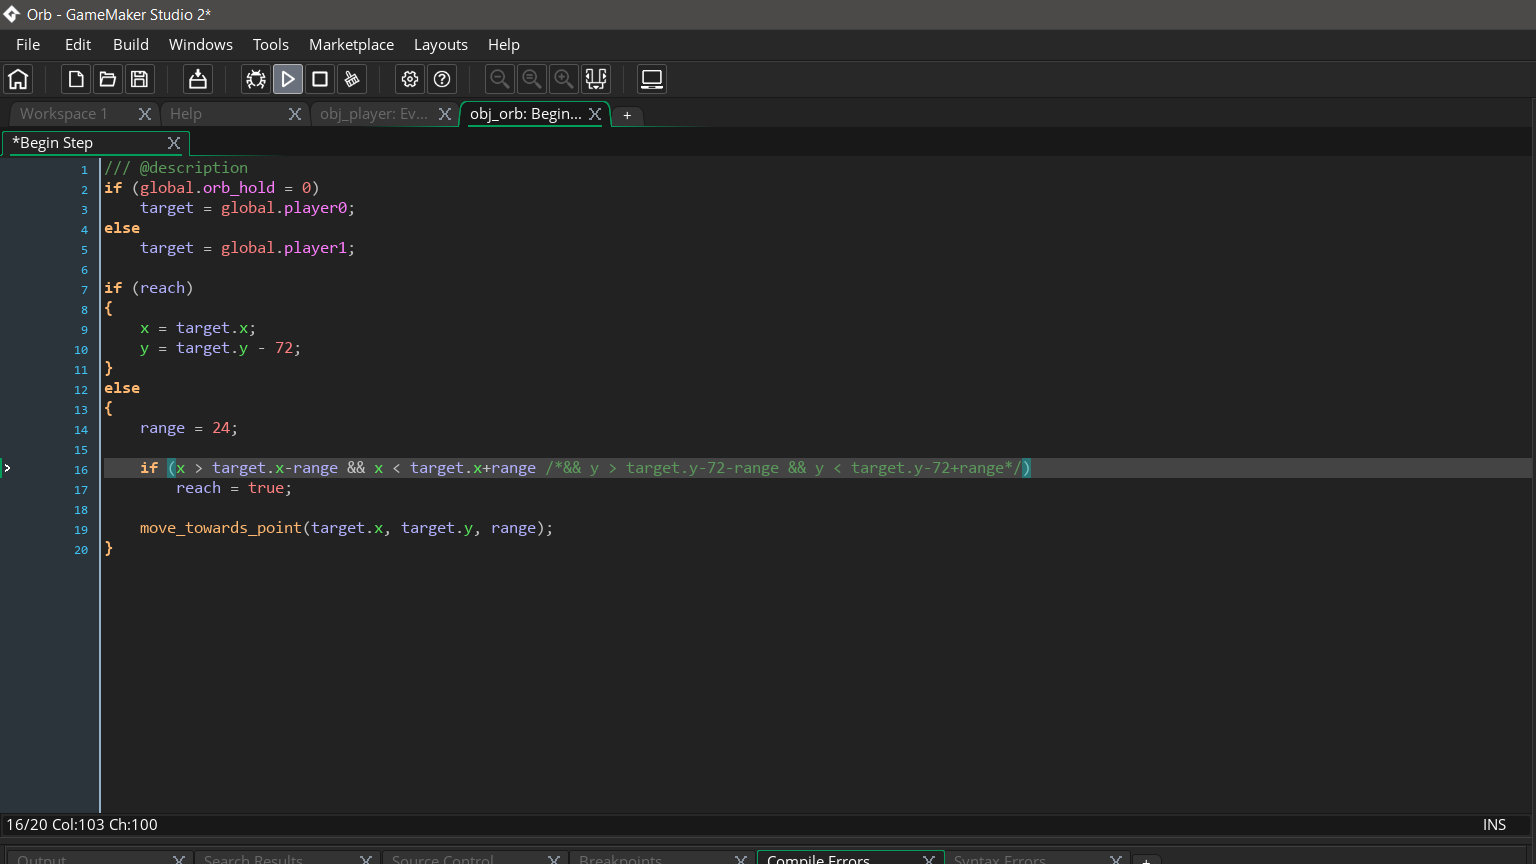 Orb - GameMaker Studio 2*
File Edit Build Windows Tools Marketplace Layouts Help
Workspace 1 Help obj_player: Ev... obj_orb: Begin... +
*Begin Step
1 /// @description
2 if (global.orb_hold = 0)
3 target = global.player0;
4 else
5 target = global.player1;
6
7 if (reach)
8 {
9 x = target.x;
10 y = target.y - 72;
11 }
12 else
13 {
14 range = 24;
15
16 if (x > target.x-range && x < target.x+range /*&& y > target.y-72-range && y < target.y-72+range*/)
17 reach = true;
18
19 move_towards_point(target.x, target.y, range);
20 }
16/20 Col:103 Ch:100 INS
Output Search Results Source Control Breakpoints Compile Errors Syntax Errors +